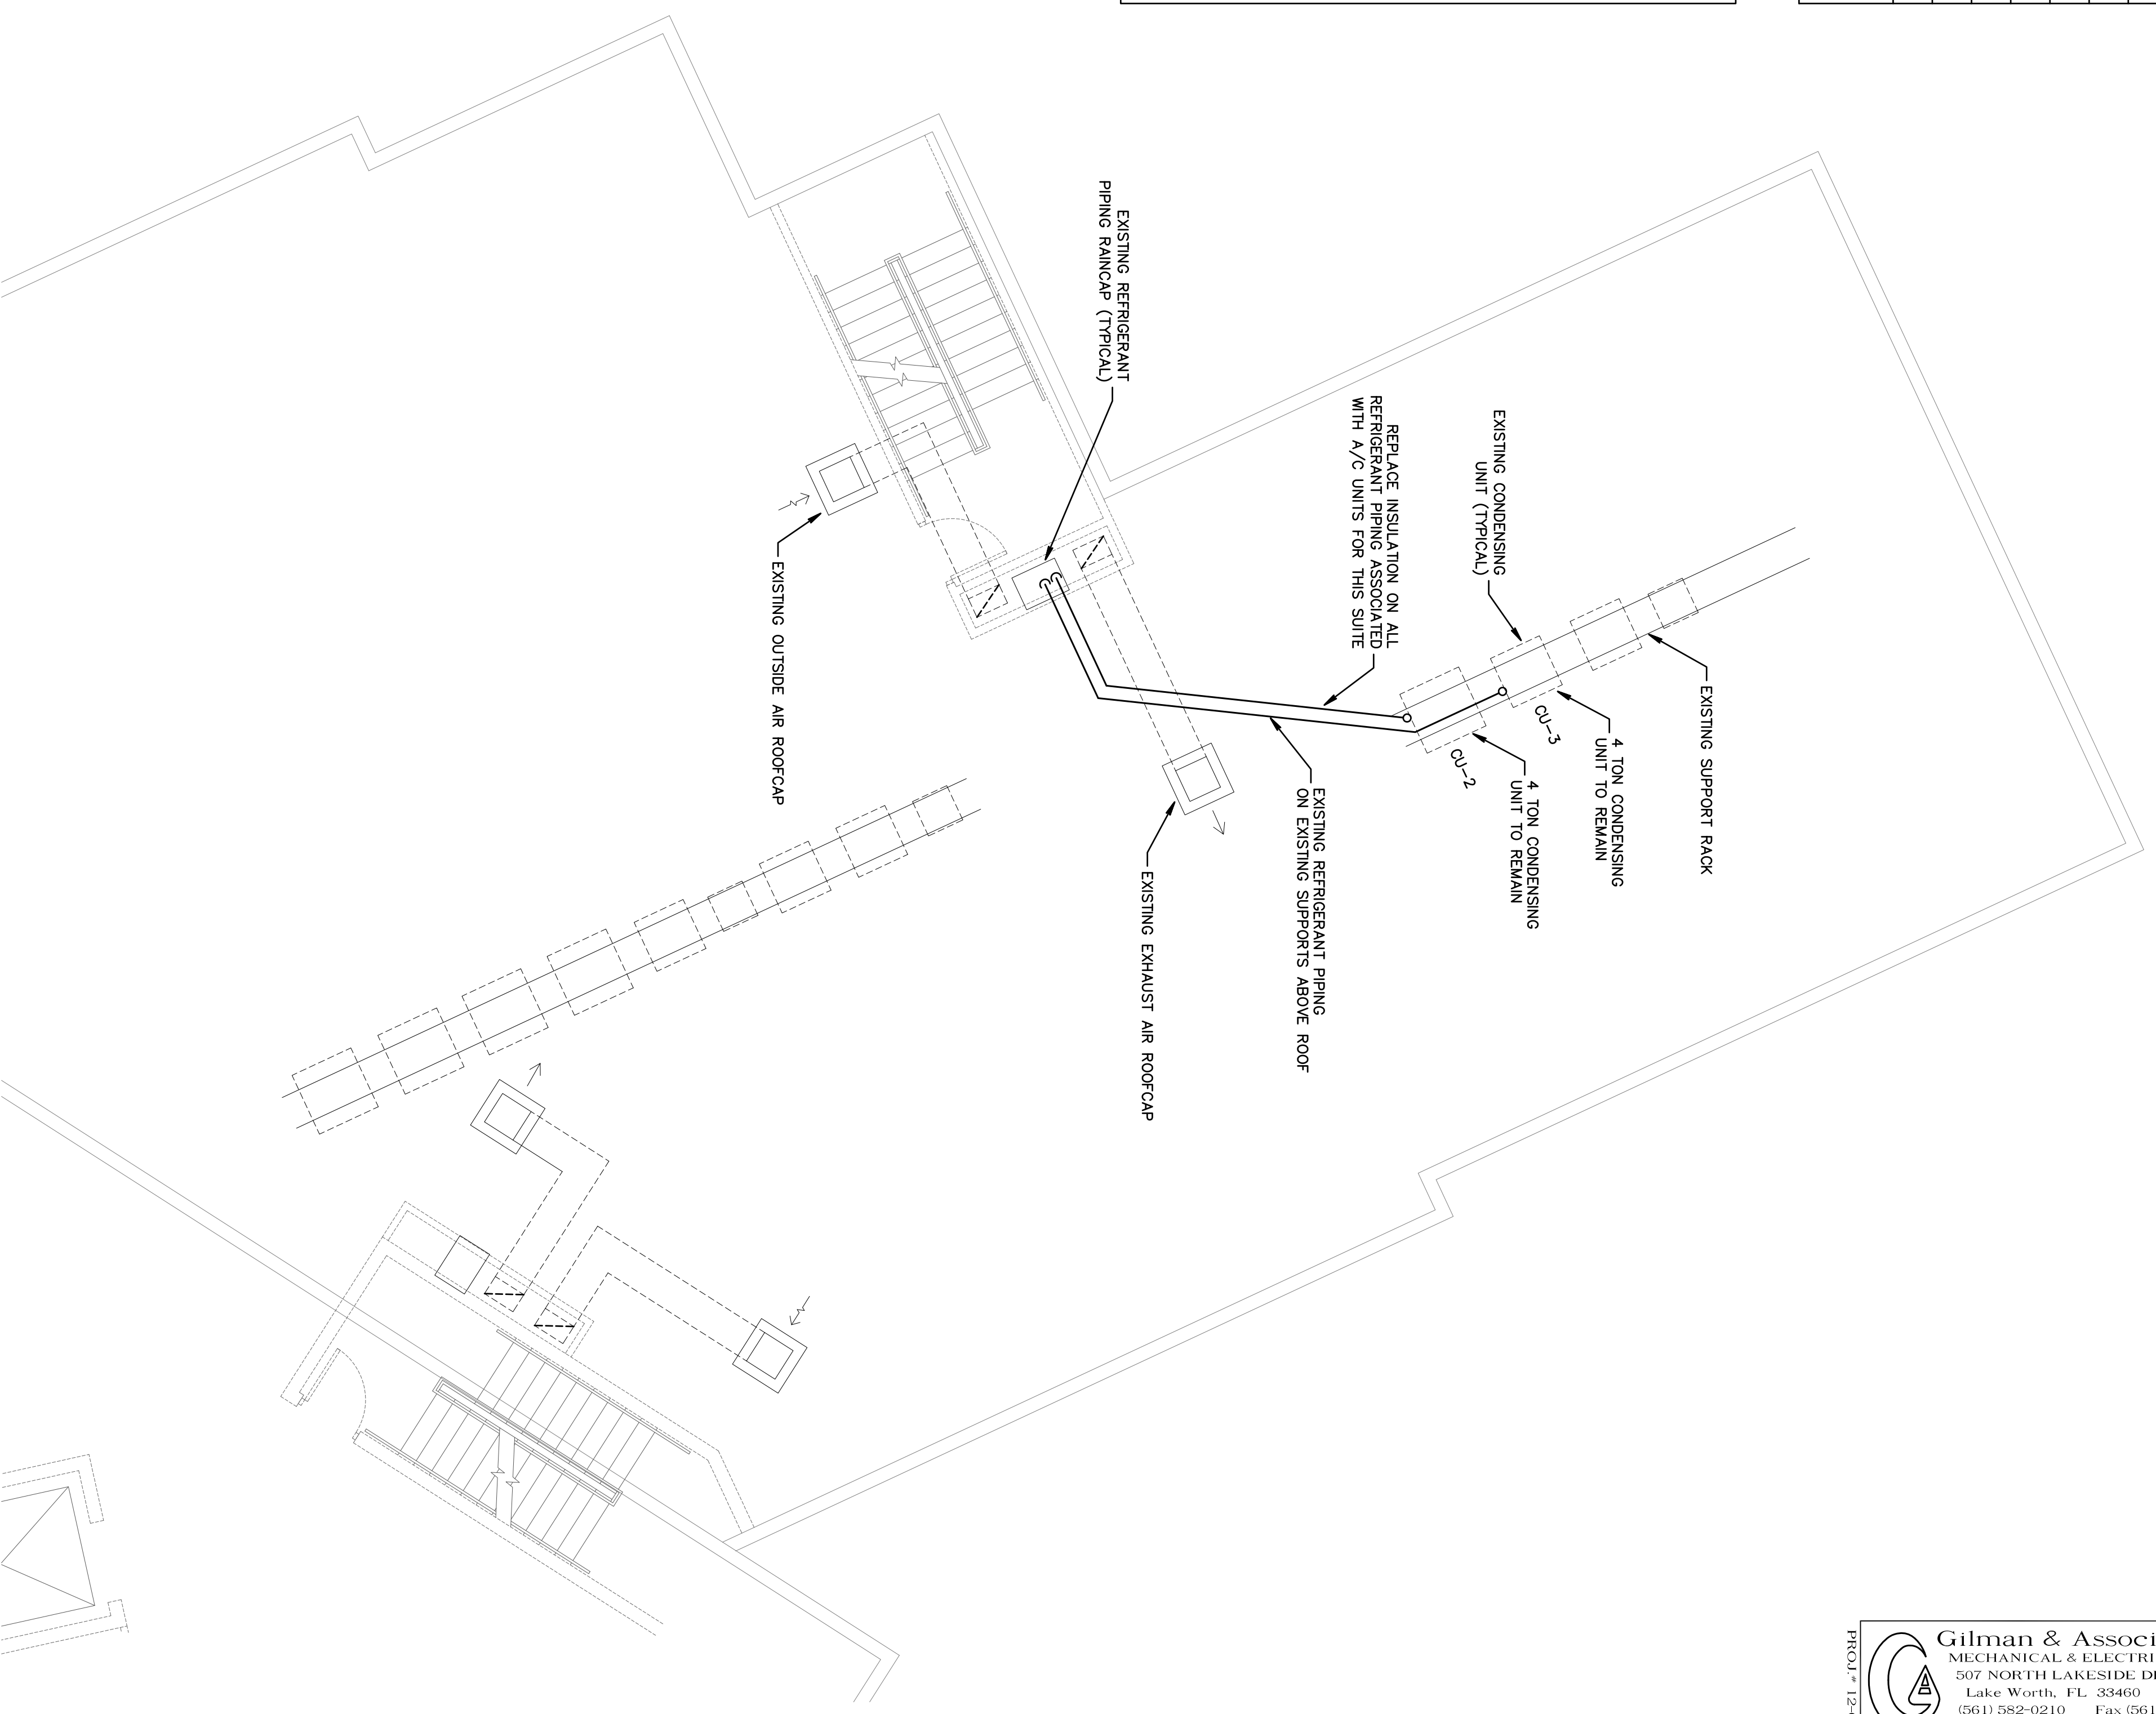 EXISTING REFRIGERANT
PIPING RAINCAP (TYPICAL)
REPLACE INSULATION ON ALL
REFRIGERANT PIPING ASSOCIATED
WITH A/C UNITS FOR THIS SUITE
EXISTING CONDENSING
UNIT (TYPICAL)
EXISTING SUPPORT RACK
4 TON CONDENSING
UNIT TO REMAIN
CU-3
4 TON CONDENSING
UNIT TO REMAIN
CU-2
EXISTING REFRIGERANT PIPING
ON EXISTING SUPPORTS ABOVE ROOF
EXISTING EXHAUST AIR ROOFCAP
EXISTING OUTSIDE AIR ROOFCAP
Gilman & Associ
MECHANICAL & ELECTRI
507 NORTH LAKESIDE D
Lake Worth, FL 33460
(561) 582-0210 Fax (561
PROJ.# 12-